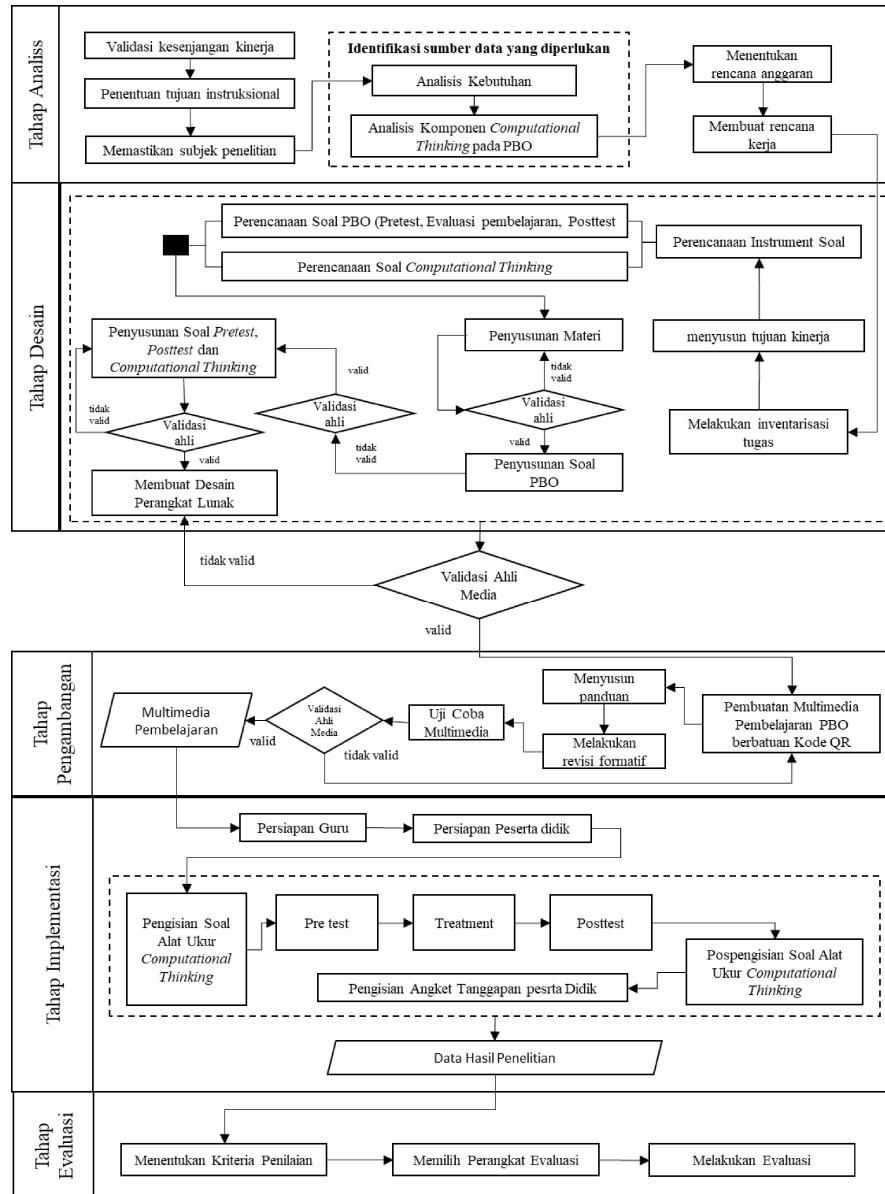 Tahap Analiss
Validasi kesenjangan kinerja
Penentuan tujuan instruksional
Memastikan subjek penelitian
Identifikasi sumber data yang diperlukan
Analisis Kebutuhan
Analisis Komponen Computational
Thinking pada PBO
Menentukan
rencana anggaran
Membuat rencana
kerja
Tahap Desain
Perencanaan Soal PBO (Pretest, Evaluasi pembelajaran, Posttest
Perencanaan Soal Computational Thinking
Perencanaan Instrument Soal
menyusun tujuan kinerja
Melakukan inventarisasi
tugas
Penyusunan Materi
tidak
valid
Validasi
ahli
valid
Penyusunan Soal
PBO
tidak
valid
Validasi
ahli
valid
Penyusunan Soal Pretest,
Posttest dan
Computational Thinking
tidak
valid
Validasi
ahli
valid
Membuat Desain
Perangkat Lunak
tidak valid
Validasi Ahli
Media
valid
Tahap
Pengambangan
Multimedia
Pembelajaran
valid
Validasi
Ahli
Media
tidak valid
Uji Coba
Multimedia
Menyusun
panduan
Melakukan
revisi formatif
Pembuatan Multimedia
Pembelajaran PBO
berbatuan Kode QR
Tahap Implementasi
Persiapan Guru
Persiapan Peserta didik
Pengisian Soal
Alat Ukur
Computational
Thinking
Pre test
Treatment
Posttest
Pospengisian Soal Alat
Ukur Computational
Thinking
Pengisian Angket Tanggapan pesrta Didik
Data Hasil Penelitian
Tahap
Evaluasi
Menentukan Kriteria Penilaian
Memilih Perangkat Evaluasi
Melakukan Evaluasi